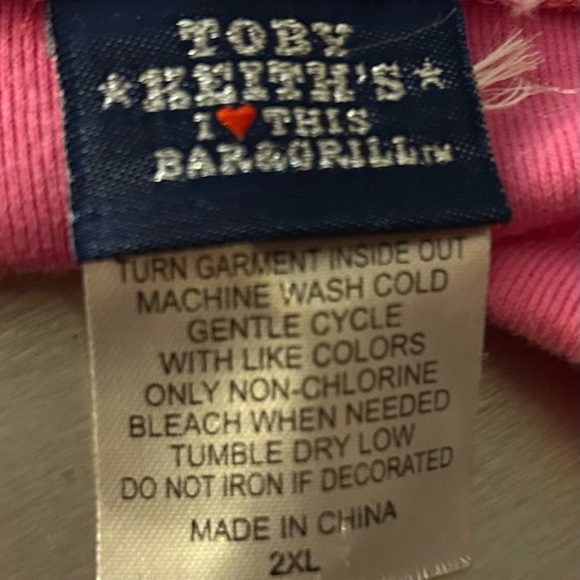 TOBY
★KEITH'S★
I ♥ THIS
BAR&GRILL™
TURN GARMENT INSIDE OUT
MACHINE WASH COLD
GENTLE CYCLE
WITH LIKE COLORS
ONLY NON-CHLORINE
BLEACH WHEN NEEDED
TUMBLE DRY LOW
DO NOT IRON IF DECORATED
MADE IN CHINA
2XL